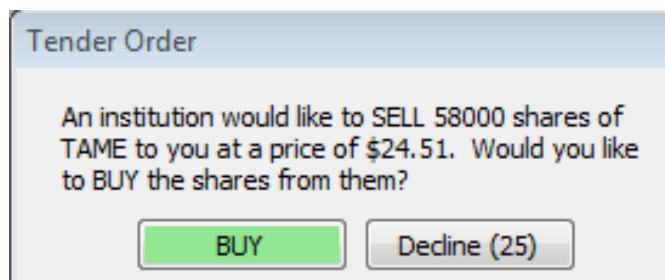 Tender Order
An institution would like to SELL 58000 shares of
TAME to you at a price of $24.51.  Would you like
to BUY the shares from them?
BUY
Decline (25)